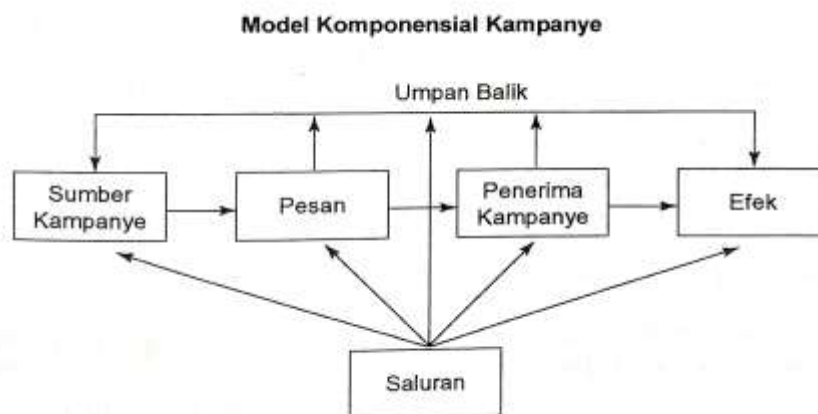 Model Komponensial Kampanye
Umpan Balik
Sumber
Kampanye
Pesan
Penerima
Kampanye
Efek
Saluran